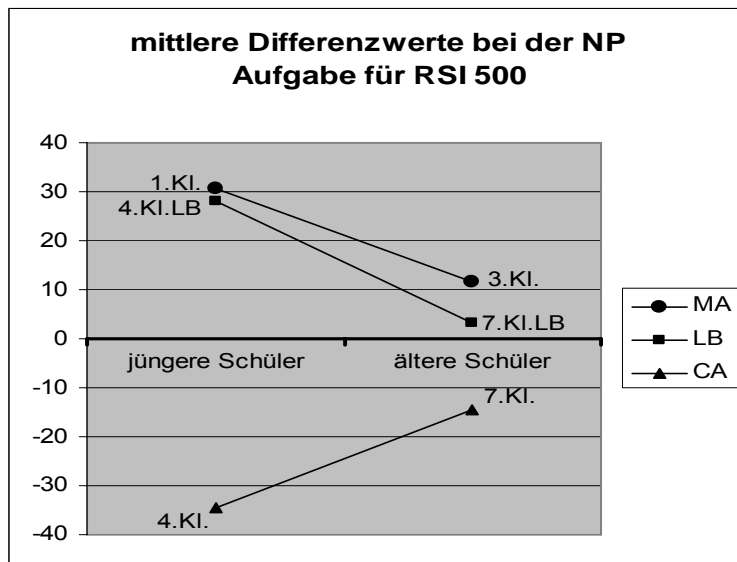 mittlere Differenzwerte bei der NP
Aufgabe für RSI 500
40
30
20
10
0
-10
-20
-30
-40
1.Kl.
4.Kl.LB
3.Kl.
7.Kl.LB
jüngere Schüler
ältere Schüler
7.Kl.
4.Kl.
MA
LB
CA